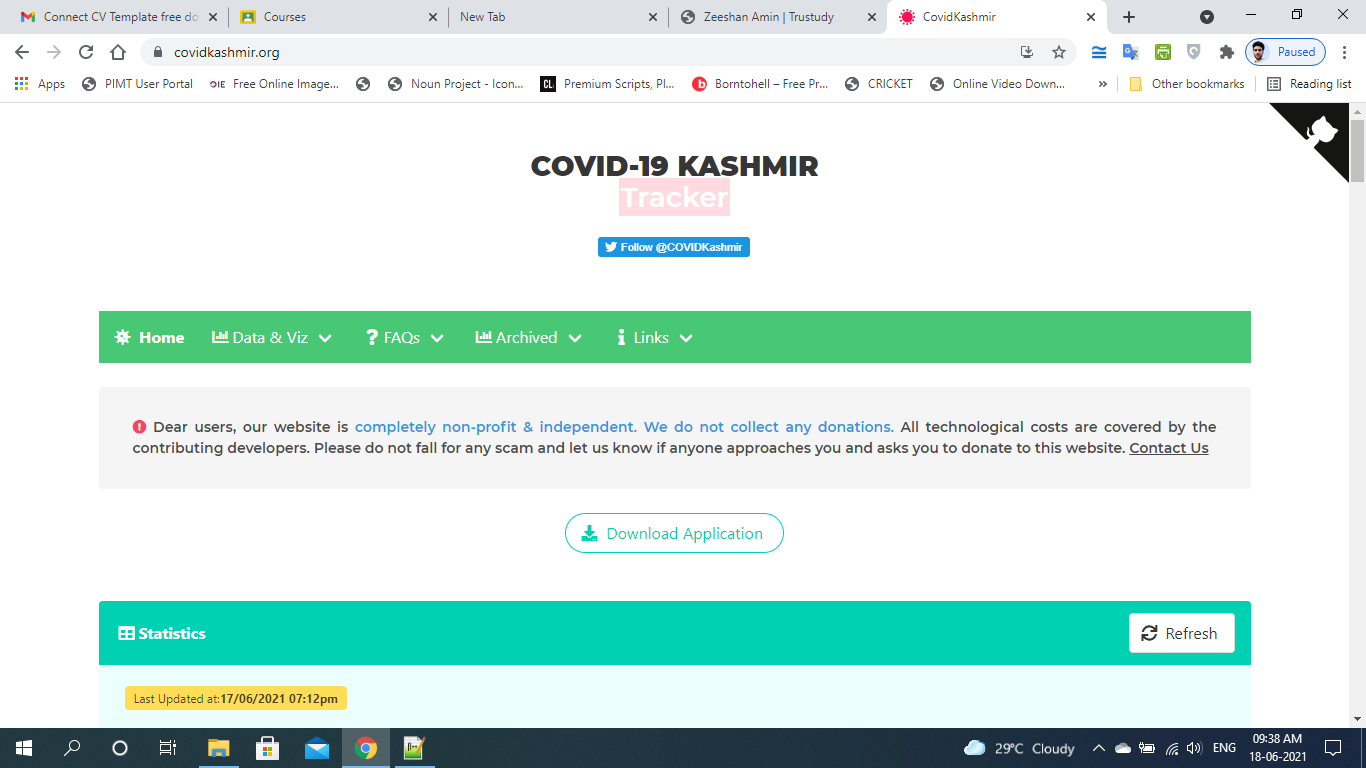 Connect CV Template free do
Courses
New Tab
Zeeshan Amin | Trustudy
CovidKashmir
covidkashmir.org
Paused
Apps
PIMT User Portal
OIE Free Online Image...
Noun Project - Icon...
CL Premium Scripts, Pl...
b Borntohell – Free Pr...
CRICKET
Online Video Down...
»
Other bookmarks
Reading list
COVID-19 KASHMIR
Tracker
Follow @COVIDKashmir
Home
Data & Viz
FAQs
Archived
Links
Dear users, our website is completely non-profit & independent. We do not collect any donations. All technological costs are covered by the
contributing developers. Please do not fall for any scam and let us know if anyone approaches you and asks you to donate to this website. Contact Us
Download Application
Statistics
Refresh
Last Updated at:17/06/2021 07:12pm
29°C Cloudy
ENG
09:38 AM
18-06-2021